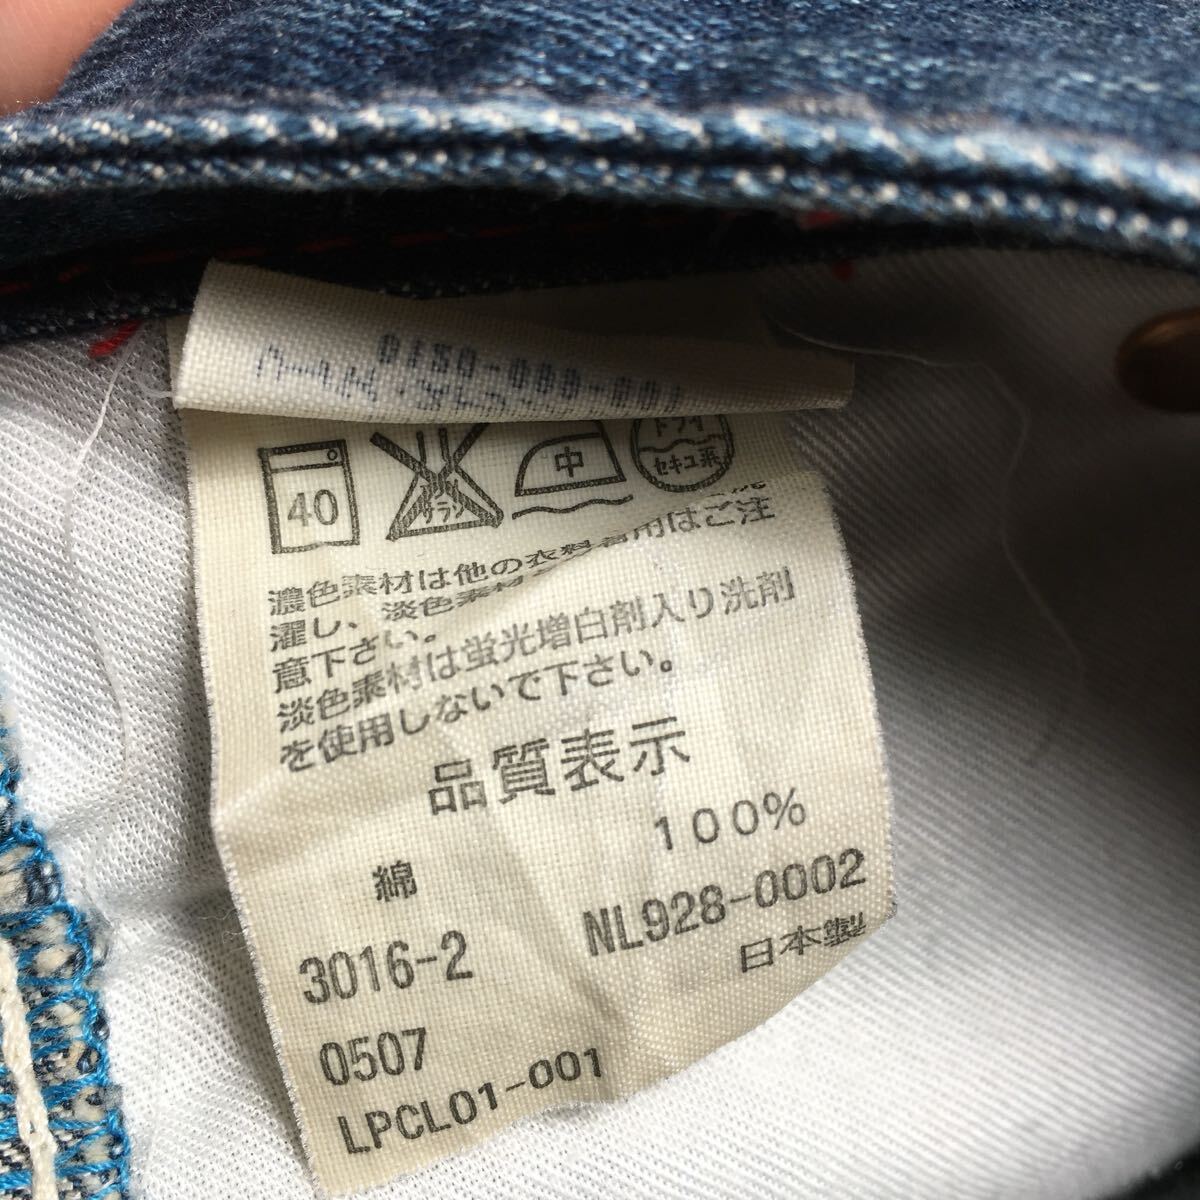 40
中
ドライ
セキユ系
濃色素材は他の衣料
用はご注
濯し、淡色素材
意下さい。
淡色素材は蛍光増白剤入り洗剤
を使用しないで下さい。
品質表示
綿 100%
3016-2 NL928-0002
0507 日本製
LPCL01-001